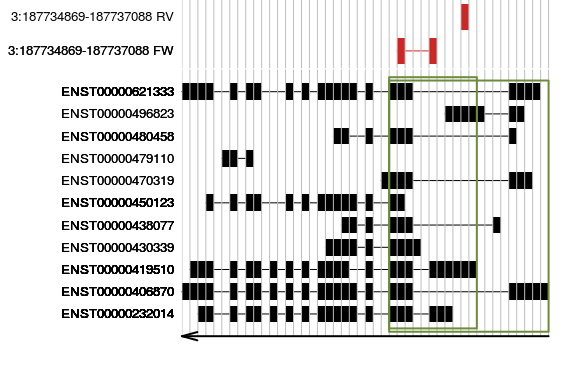 3:187734869-187737088 RV
3:187734869-187737088 FW
ENST00000621333
ENST00000496823
ENST00000480458
ENST00000479110
ENST00000470319
ENST00000450123
ENST00000438077
ENST00000430339
ENST00000419510
ENST00000406870
ENST00000232014